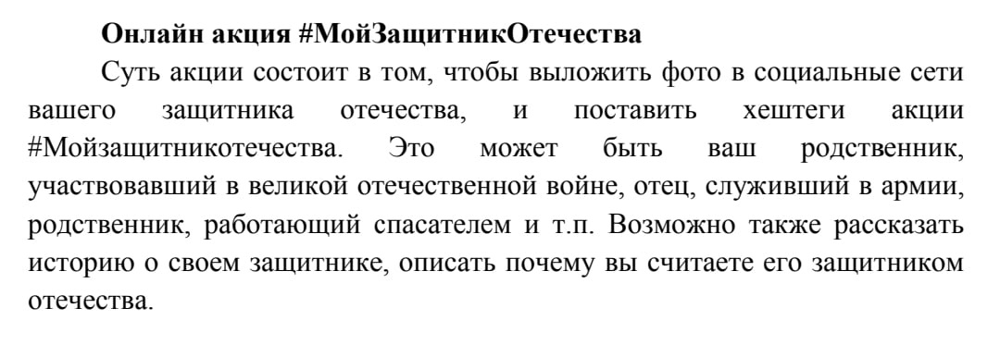 Онлайн акция #МойЗащитникОтечества
Суть акции состоит в том, чтобы выложить фото в социальные сети
вашего защитника отечества, и поставить хештеги акции
#Мойзащитникотечества. Это может быть ваш родственник,
участвовавший в великой отечественной войне, отец, служивший в армии,
родственник, работающий спасателем и т.п. Возможно также рассказать
историю о своем защитнике, описать почему вы считаете его защитником
отечества.